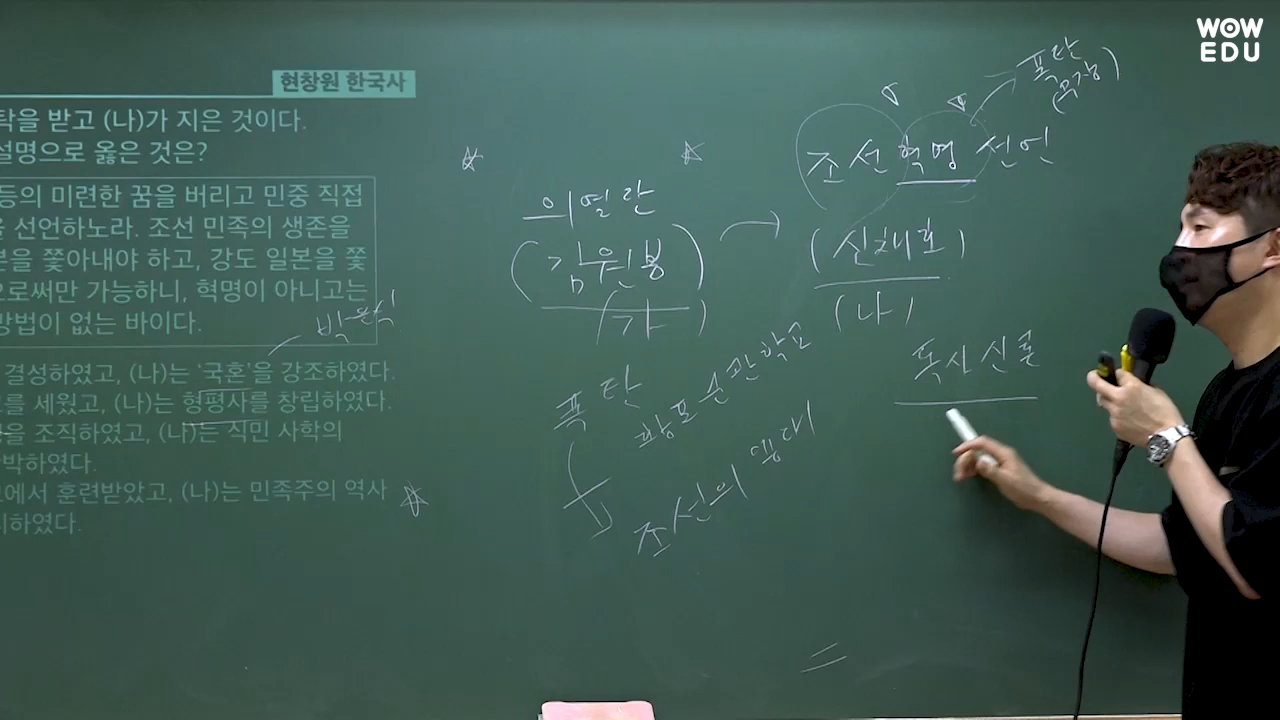 WOW
EDU
현창원 한국사
탁을 받고 (나)가 지은 것이다.
설명으로 옳은 것은?
등의 미련한 꿈을 버리고 민중 직접
을 선언하노라. 조선 민족의 생존을
본을 쫓아내야 하고, 강도 일본을 쫓
으로써만 가능하니, 혁명이 아니고는
방법이 없는 바이다.
박은식
결성하였고, (나)는 '국혼'을 강조하였다.
를 세웠고, (나)는 형평사를 창립하였다.
을 조직하였고, (나)는 식민 사학의
박하였다.
에서 훈련받았고, (나)는 민족주의 역사
하였다.
의열단
(김원봉)
(가)
폭탄
황포군관학교
조선의용대
폭탄
(무장)
조선혁명선언
(신채호)
(나)
독사신론